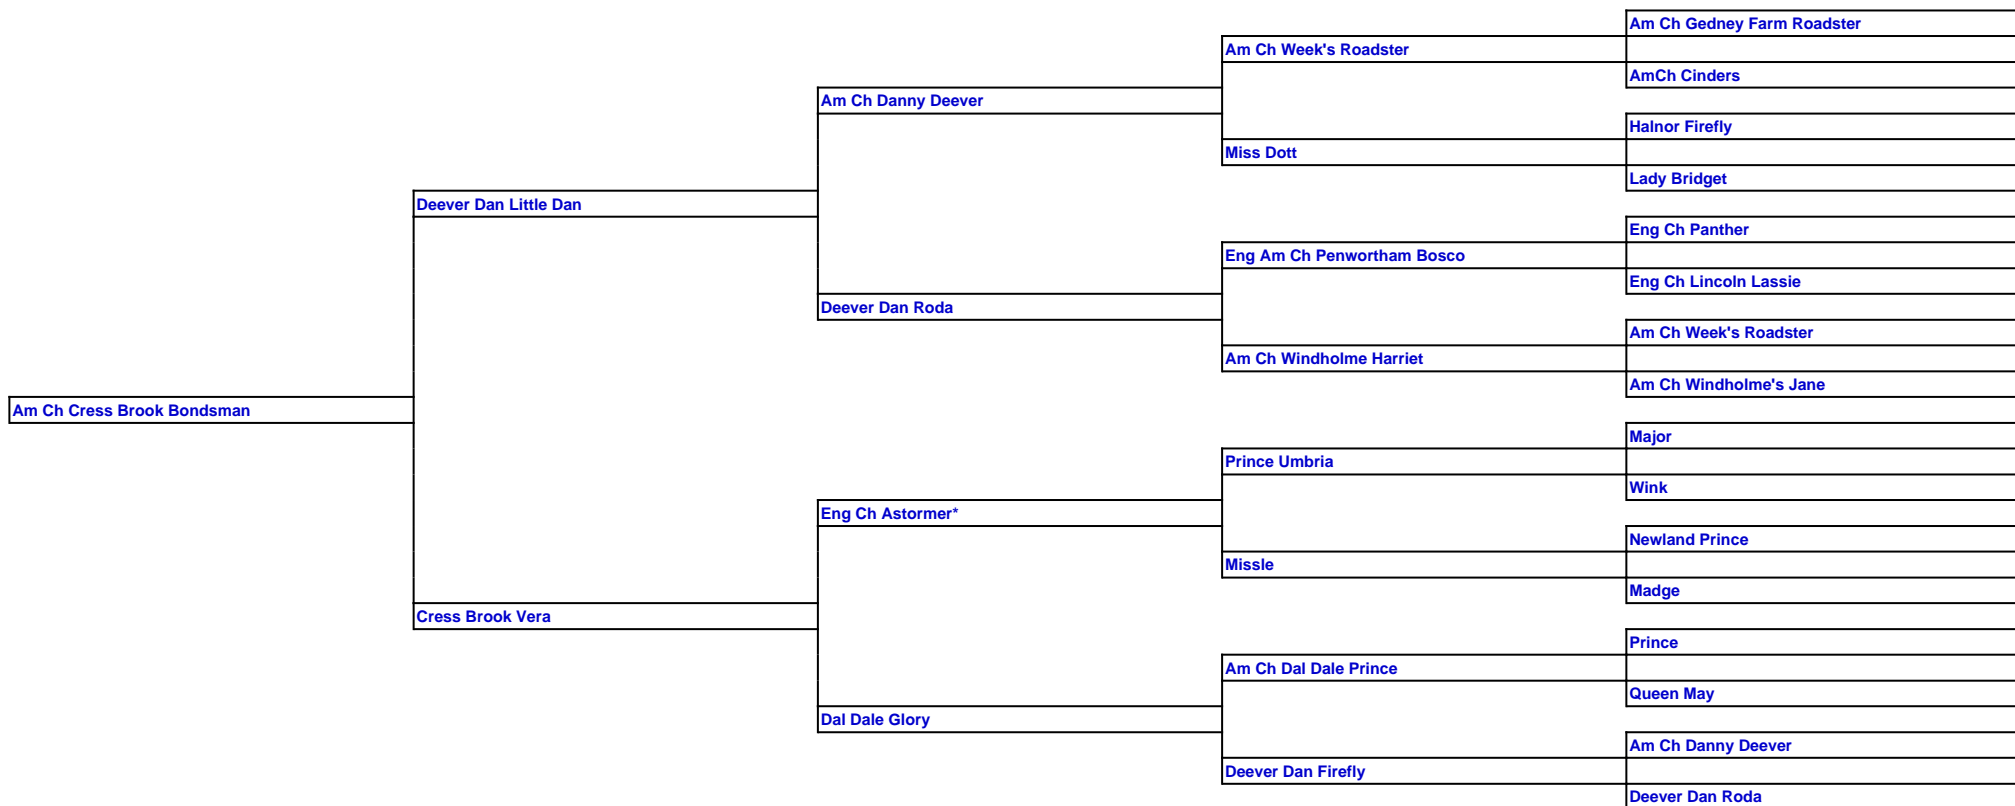 Am Ch Gedney Farm Roadster
Am Ch Week's Roadster
AmCh Cinders
Am Ch Danny Deever
Halnor Firefly
Miss Dott
Lady Bridget
Deever Dan Little Dan
Eng Ch Panther
Eng Am Ch Penwortham Bosco
Eng Ch Lincoln Lassie
Deever Dan Roda
Am Ch Week's Roadster
Am Ch Windholme Harriet
Am Ch Windholme's Jane
Am Ch Cress Brook Bondsman
Major
Prince Umbria
Wink
Eng Ch Astormer*
Newland Prince
Missle
Madge
Cress Brook Vera
Prince
Am Ch Dal Dale Prince
Queen May
Dal Dale Glory
Am Ch Danny Deever
Deever Dan Firefly
Deever Dan Roda